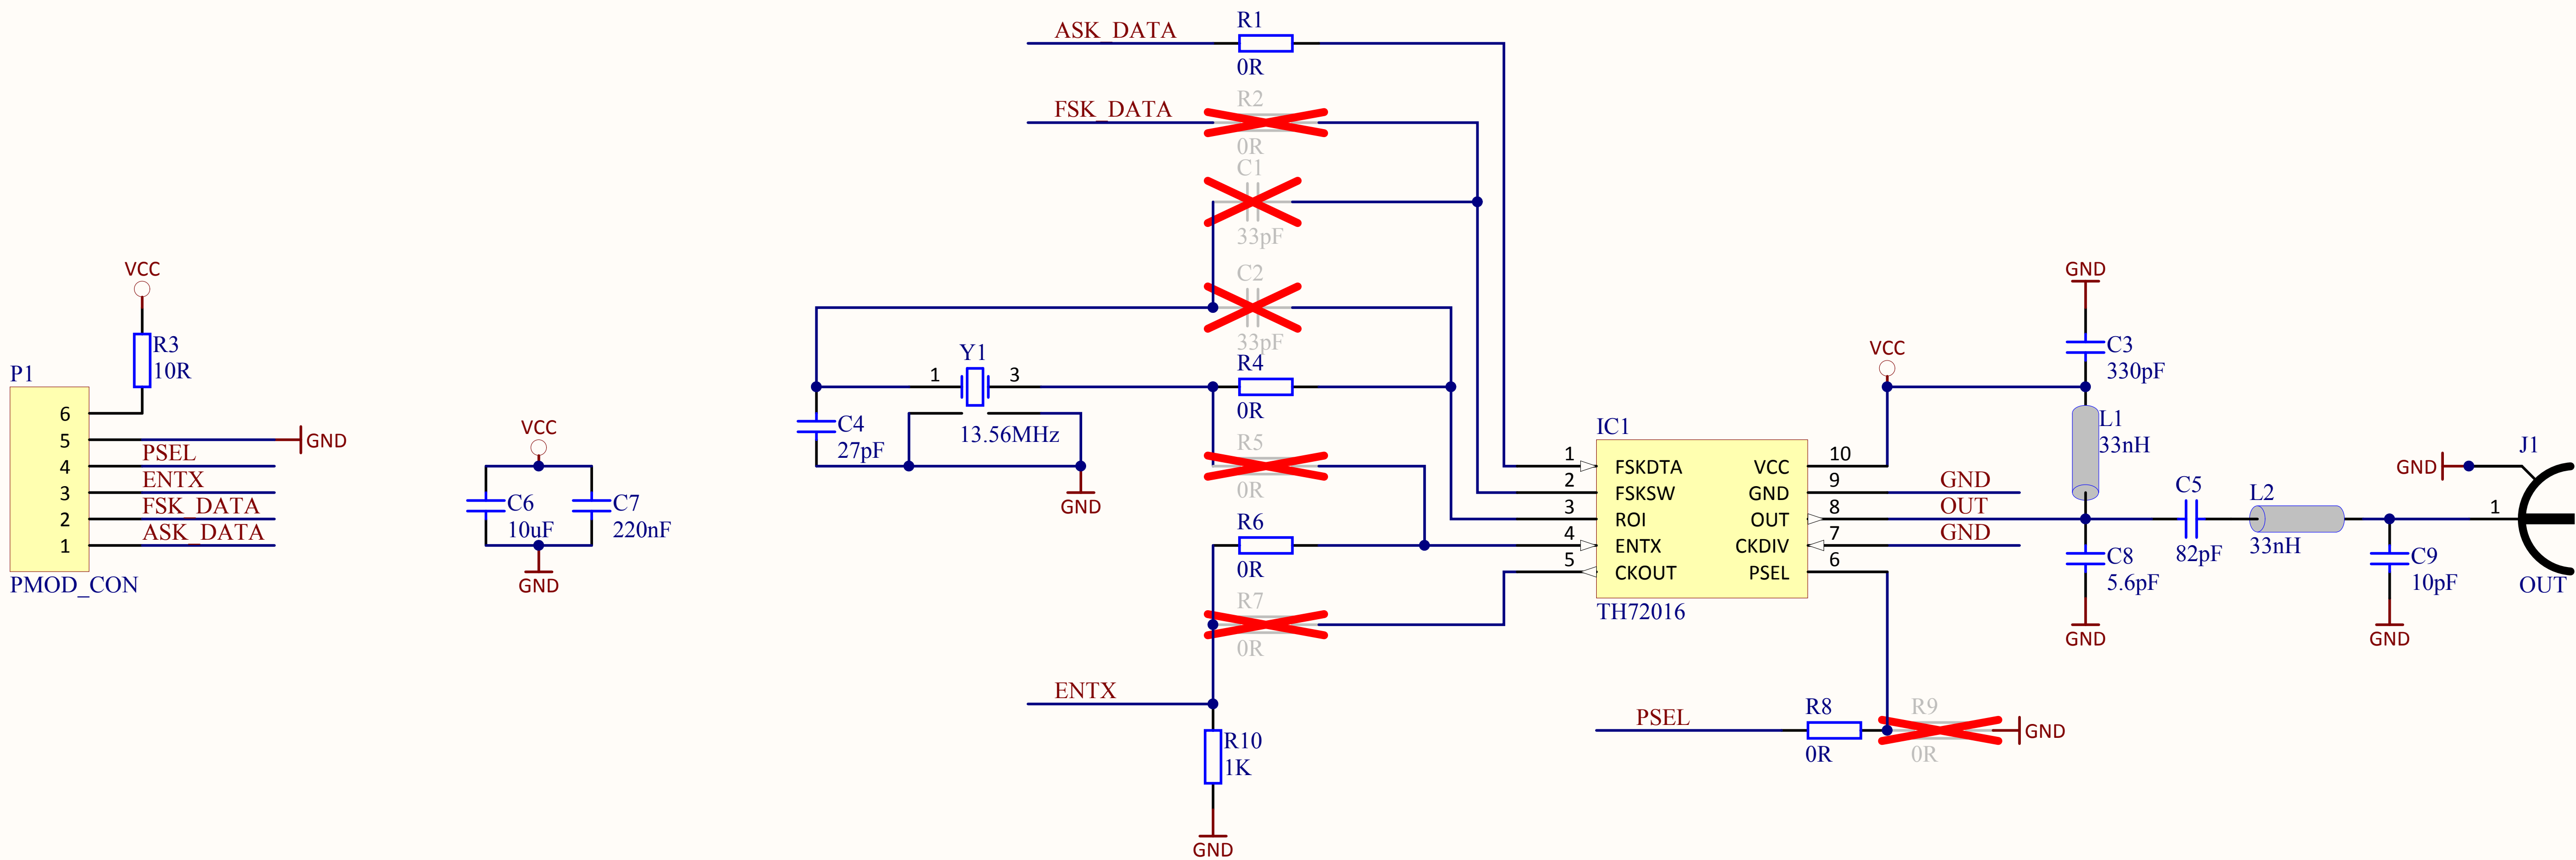 ASK_DATA
R1
0R
FSK_DATA
R2
0R
C1
33pF
C2
33pF
VCC
R3
10R
P1
6
5
4
3
2
1
GND
PSEL
ENTX
FSK_DATA
ASK_DATA
PMOD_CON
VCC
C6
10uF
C7
220nF
GND
Y1
1
3
13.56MHz
C4
27pF
GND
R4
0R
R5
0R
R6
0R
R7
0R
ENTX
R10
1K
GND
IC1
1
FSKDTA
2
FSKSW
3
ROI
4
ENTX
5
CKOUT
VCC
10
GND
9
OUT
8
CKDIV
7
PSEL
6
TH72016
VCC
GND
OUT
GND
PSEL
R8
0R
R9
0R
GND
GND
C3
330pF
L1
33nH
C8
5.6pF
GND
C5
82pF
L2
33nH
C9
10pF
GND
GND
J1
1
OUT